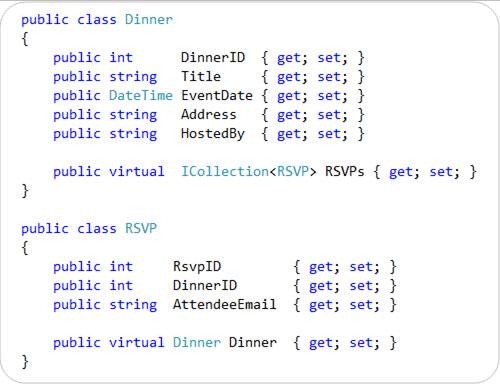 public class Dinner
{
    public int      DinnerID  { get; set; }
    public string   Title     { get; set; }
    public DateTime EventDate { get; set; }
    public string   Address   { get; set; }
    public string   HostedBy  { get; set; }

    public virtual  ICollection<RSVP> RSVPs { get; set; }
}

public class RSVP
{
    public int     RsvpID         { get; set; }
    public int     DinnerID       { get; set; }
    public string  AttendeeEmail  { get; set; }

    public virtual Dinner Dinner  { get; set; }
}